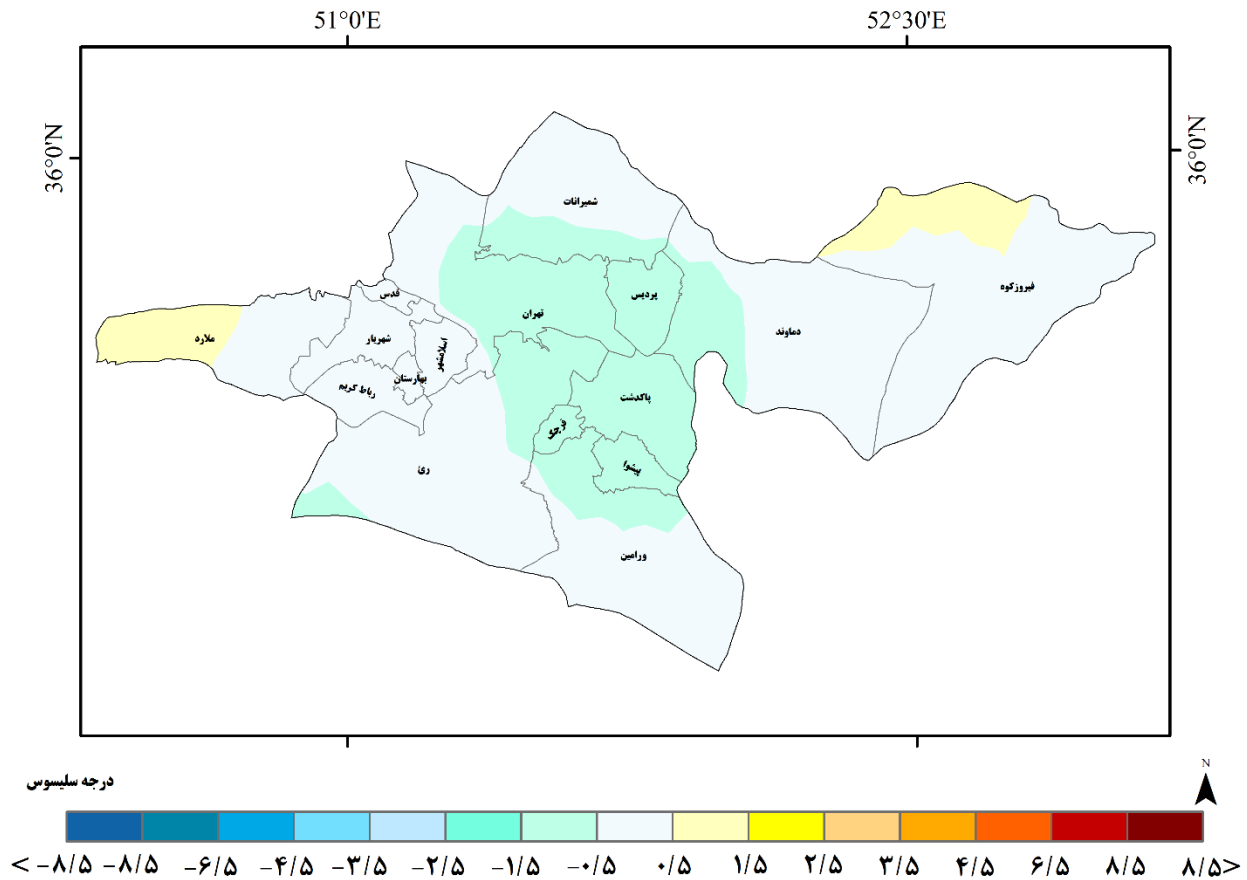 51°0'E 52°30'E
36°0'N 36°0'N
شمیرانات
فیروزکوه
پردیس
قدس
تهران
دماوند
ملارد
شهریار
اسلامشهر
بهارستان
رباط کریم
پاکدشت
قرچک
ری
پیشوا
ورامین
درجه سلیسوس
N
< -۸/۵ -۸/۵ -۶/۵ -۴/۵ -۳/۵ -۲/۵ -۱/۵ -۰/۵ ۰/۵ ۱/۵ ۲/۵ ۳/۵ ۴/۵ ۶/۵ ۸/۵ ۸/۵<